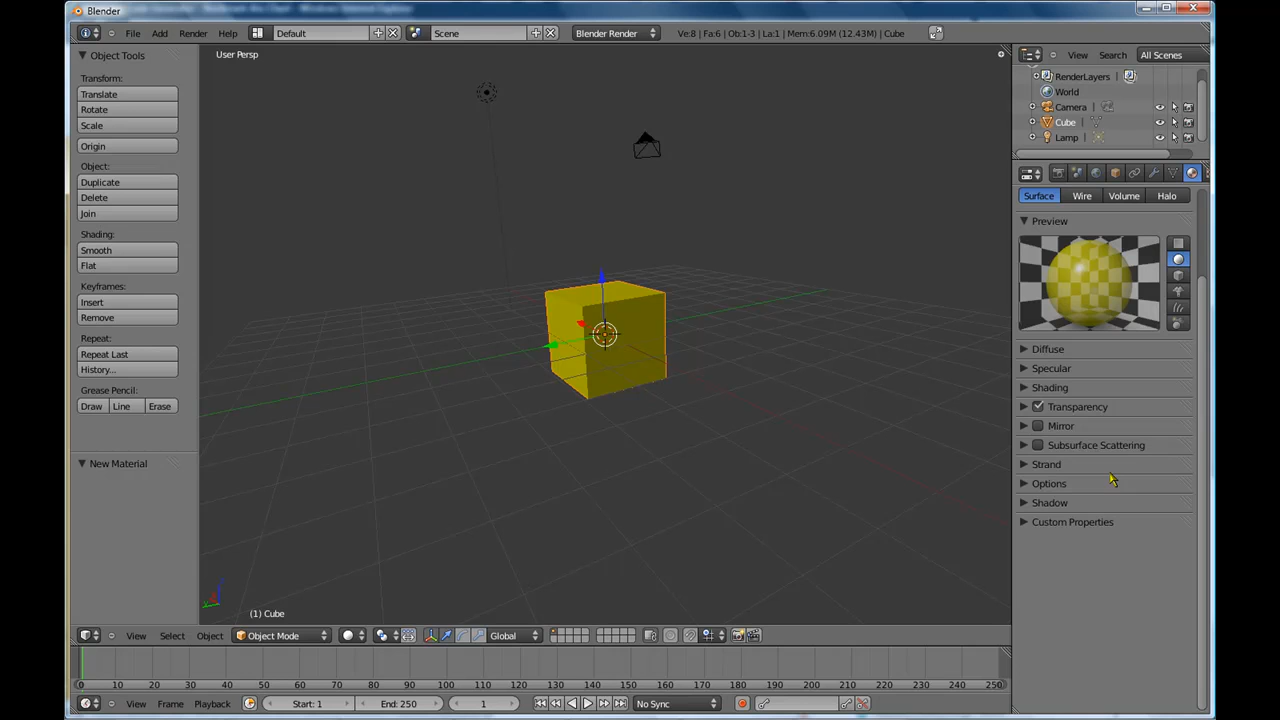 Blender
File Add Render Help Default Scene Blender Render Ve:8 | Fa:6 | Ob:1-3 | La:1 | Mem:6.09M (12.43M) | Cube
Object Tools
Transform:
Translate
Rotate
Scale
Origin
Object:
Duplicate
Delete
Join
Shading:
Smooth
Flat
Keyframes:
Insert
Remove
Repeat:
Repeat Last
History...
Grease Pencil:
Draw Line Erase
New Material
User Persp
(1) Cube
View Search All Scenes
RenderLayers
World
Camera
Cube
Lamp
Surface Wire Volume Halo
Preview
Diffuse
Specular
Shading
Transparency
Mirror
Subsurface Scattering
Strand
Options
Shadow
Custom Properties
View Select Object Object Mode Global
0 10 20 30 40 50 60 70 80 90 100 110 120 130 140 150 160 170 180 190 200 210 220 230 240 250
View Frame Playback Start: 1 End: 250 1 No Sync